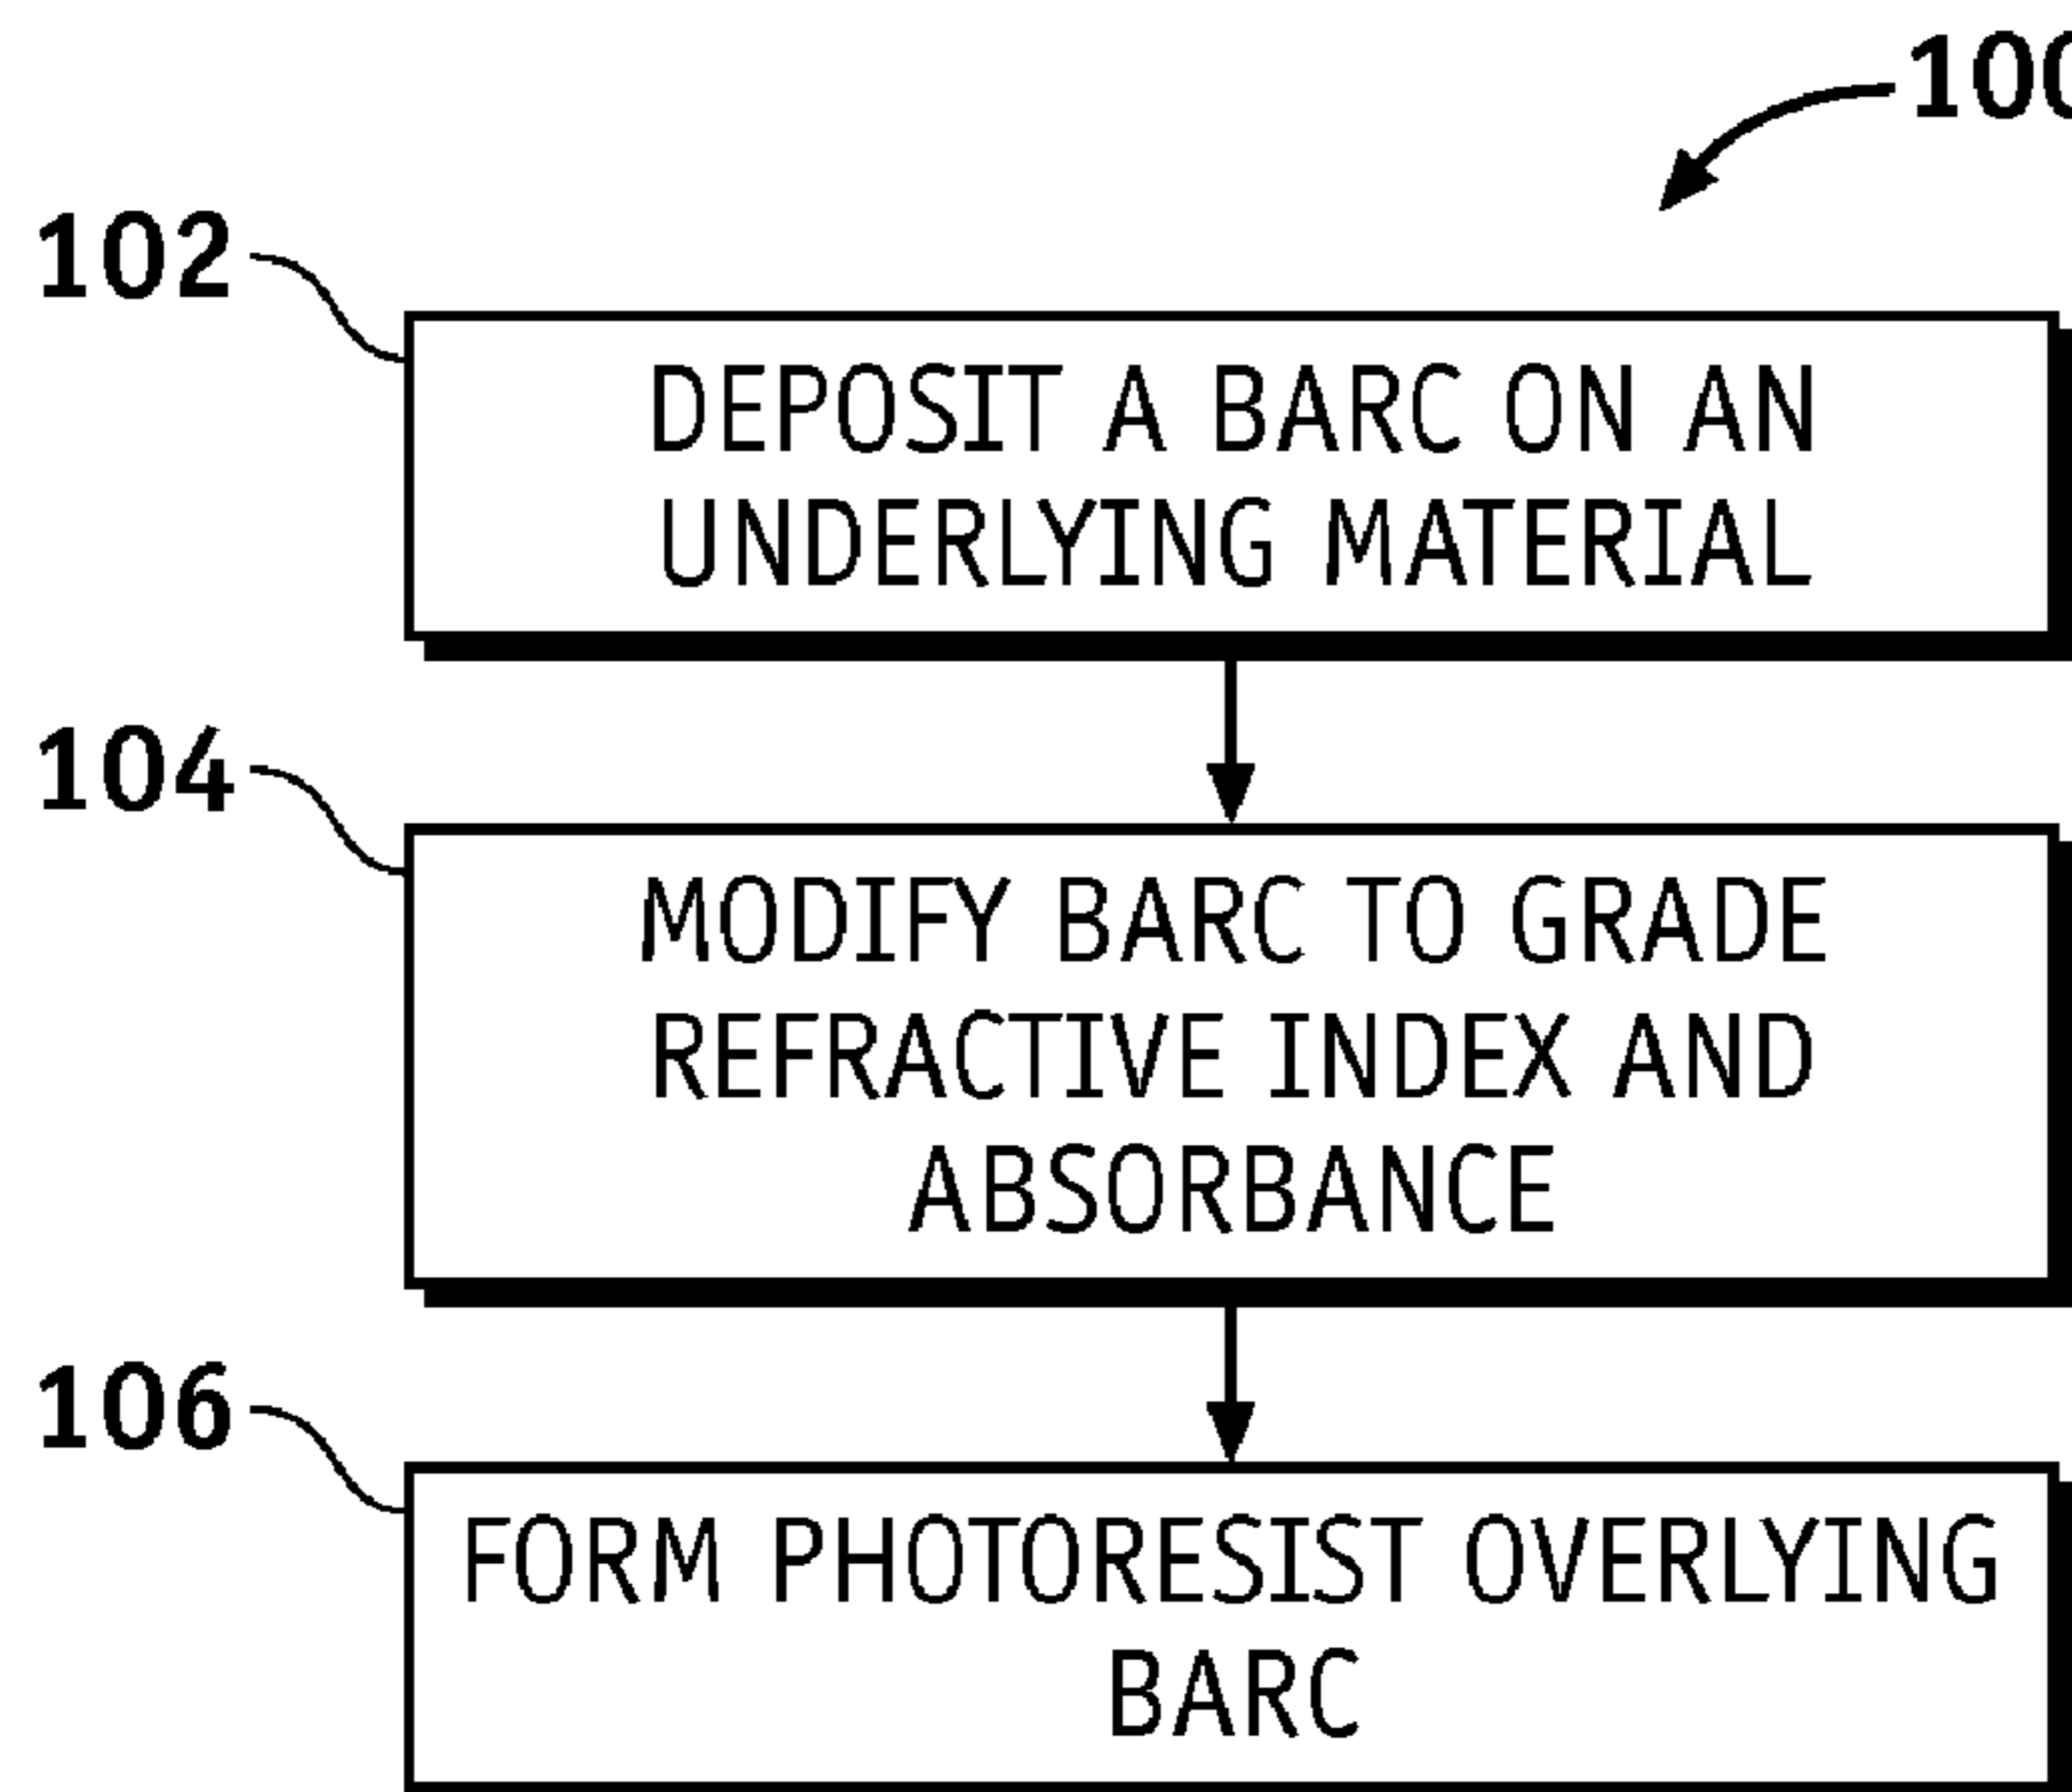 100
102
DEPOSIT A BARC ON AN
UNDERLYING MATERIAL
104
MODIFY BARC TO GRADE
REFRACTIVE INDEX AND
ABSORBANCE
106
FORM PHOTORESIST OVERLYING
BARC